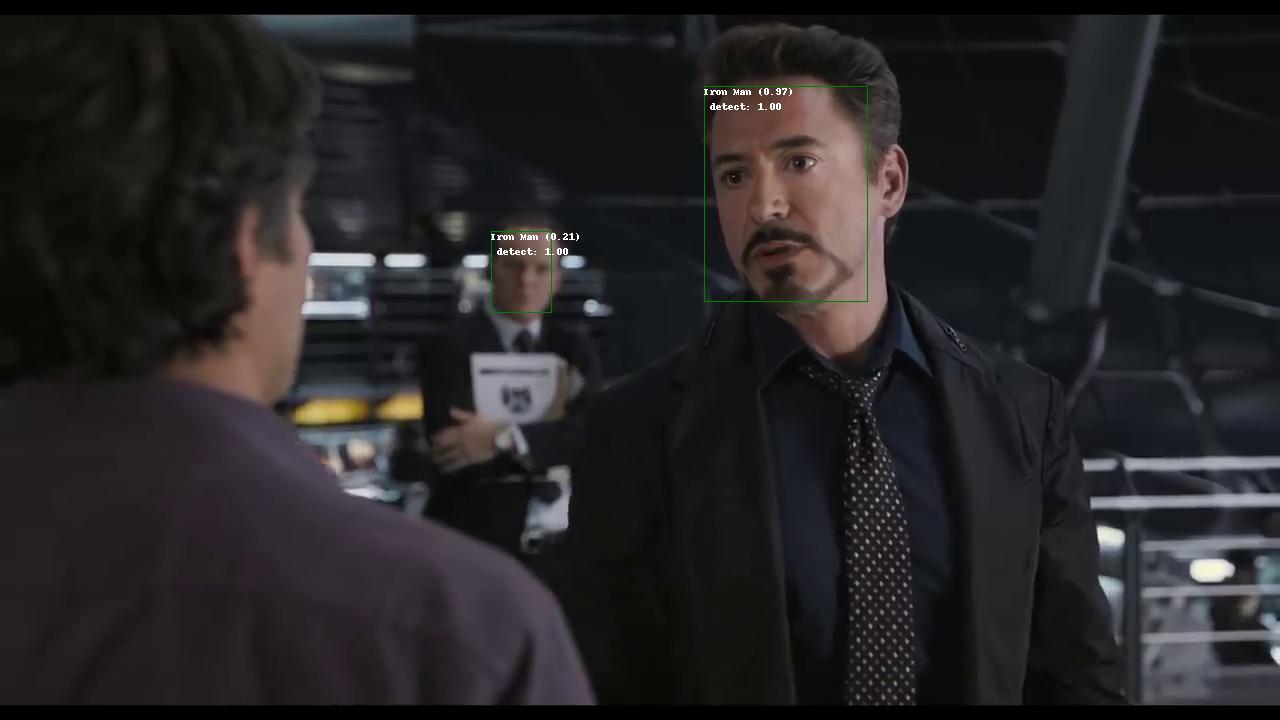 Iron Man (0.97)
detect: 1.00
Iron Man (0.21)
detect: 1.00